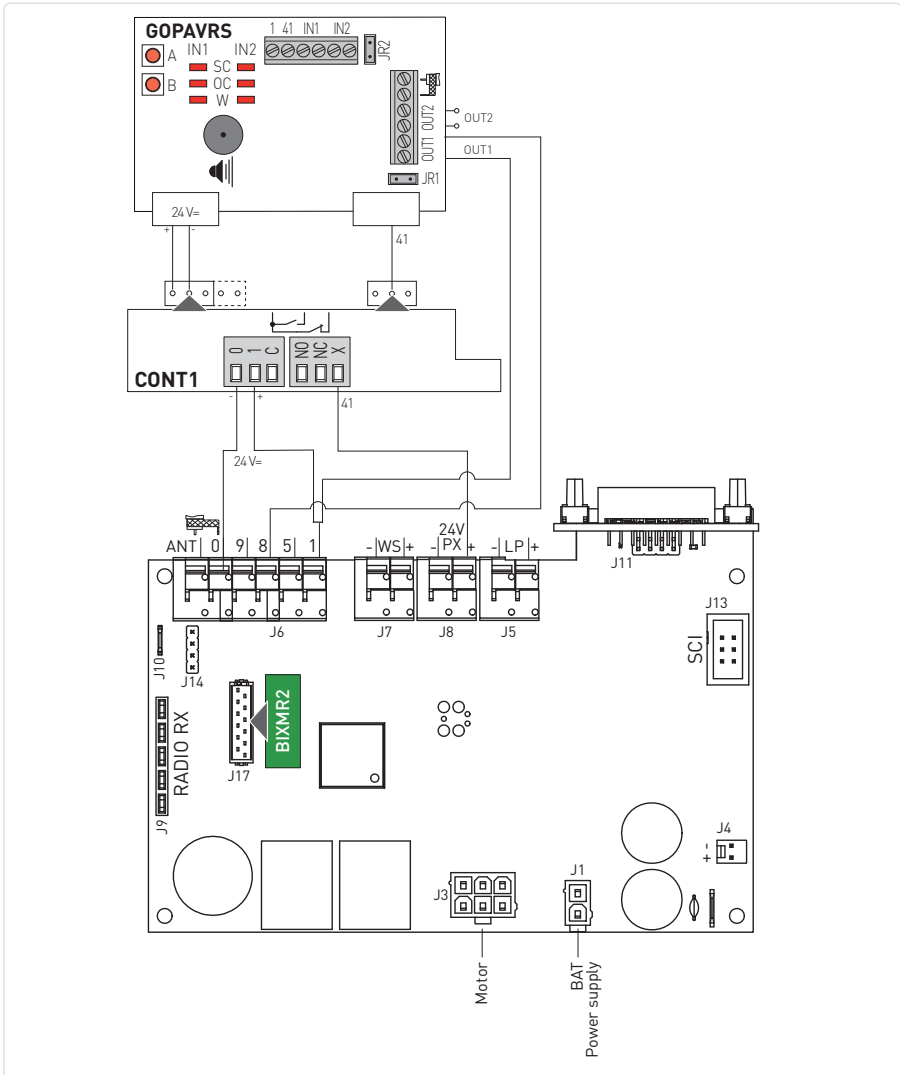 GOPAVRS
A
B
IN1 IN2
SC
OC
W
1 41 IN1 IN2
JR2
OUT1 OUT2
OUT2
OUT1
JR1
24V=
+ -
41
CONT1
0 1 C
NO NC X
- +
41
24V=
ANT 0 9 8 5 1
J6
- WS +
J7
24V
- PX +
J8
- LP +
J5
J11
J13
SCI
J10
J14
J17
BIXMR2
RADIO RX
J9
J4
+ -
J3
J1
Motor
BAT
Power supply